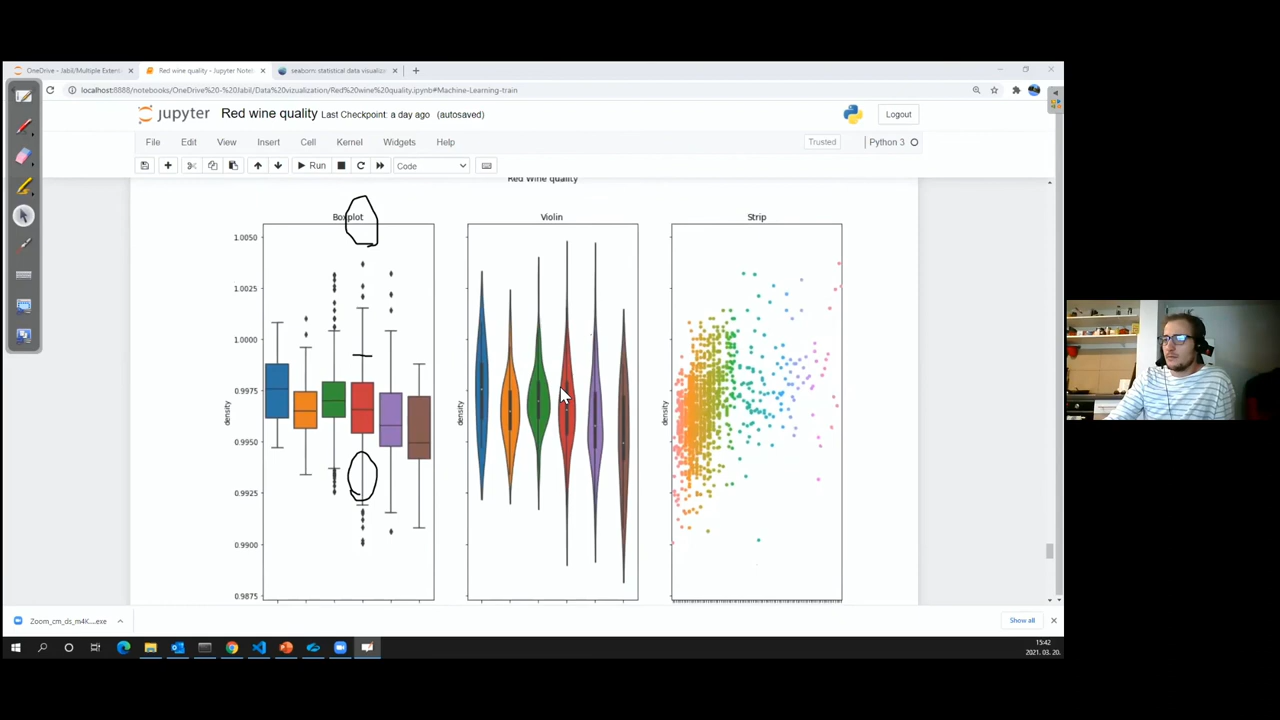 OneDrive - Jabil/Multiple Extent
Red wine quality - Jupyter Noteb
seaborn: statistical data visualiza
localhost:8888/notebooks/OneDrive%20-%20Jabil/Data%20vizualization/Red%20wine%20quality.ipynb#Machine-Learning-train
jupyter Red wine quality Last Checkpoint: a day ago (autosaved)
Logout
File Edit View Insert Cell Kernel Widgets Help
Trusted
Python 3
Run
Code
Red Wine quality
Boxplot
Violin
Strip
1.0050
1.0025
1.0000
0.9975
0.9950
0.9925
0.9900
0.9875
density
density
density
Zoom_cm_ds_m4K....exe
Show all
15:42
2021. 03. 20.